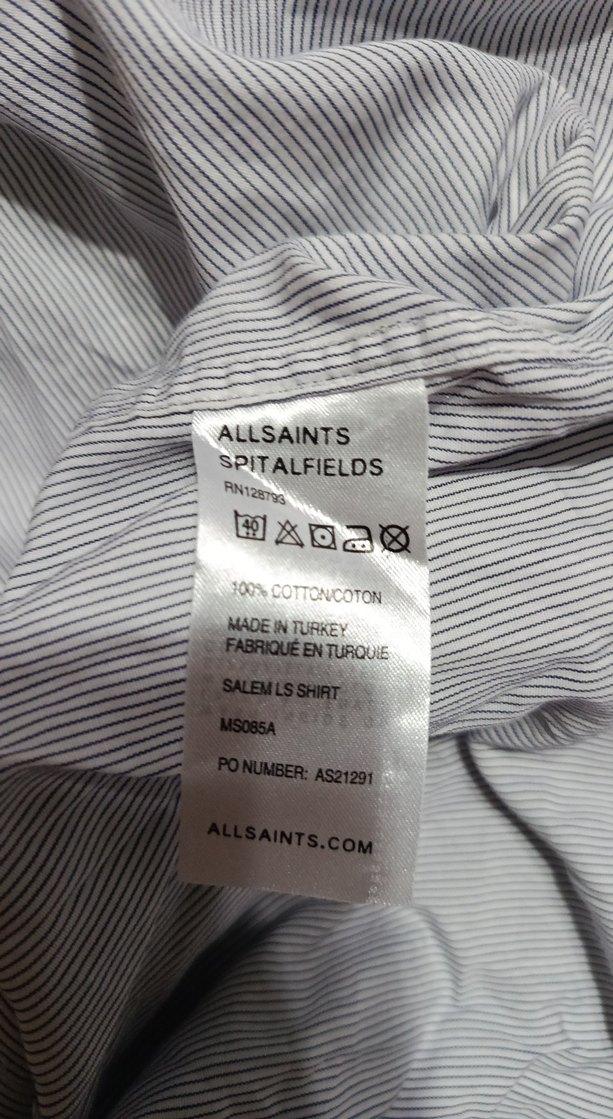 ALLSAINTS
SPITALFIELDS
RN128793
40
100% COTTON/COTON
MADE IN TURKEY
FABRIQUÉ EN TURQUIE
SALEM LS SHIRT
MS085A
PO NUMBER: AS21291
ALLSAINTS.COM